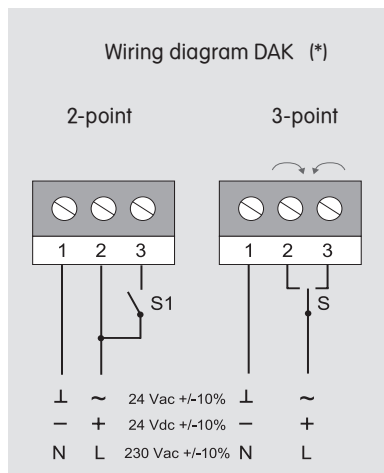 Wiring diagram DAK (*)
2-point 3-point
1 2 3 1 2 3
S1 S
⊥ ~ 24 Vac +/-10% ⊥ ~
− + 24 Vdc +/-10% − +
N L 230 Vac +/-10% N L